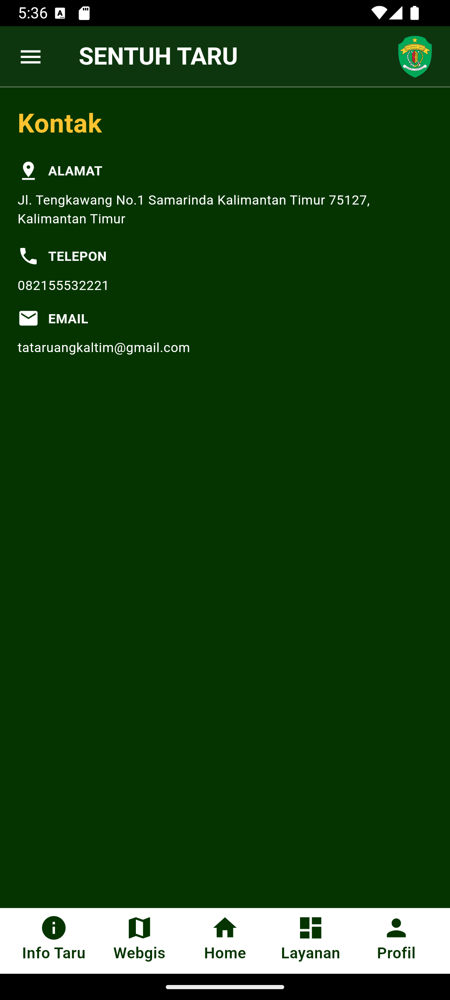 5:36
SENTUH TARU
Kontak
ALAMAT
Jl. Tengkawang No.1 Samarinda Kalimantan Timur 75127,
Kalimantan Timur
TELEPON
082155532221
EMAIL
tataruangkaltim@gmail.com
Info Taru
Webgis
Home
Layanan
Profil